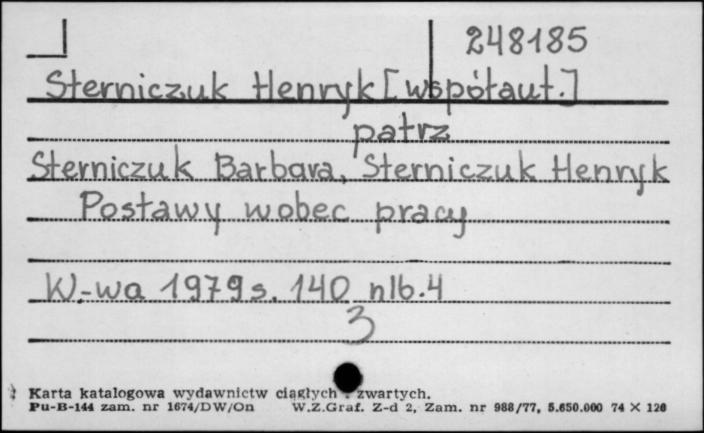 248185
Sterniczuk Henryk [współaut.]
patrz
Sterniczuk Barbara, Sterniczuk Henryk
Postawy wobec pracy
W.-wa 1979 s. 140 nlb. 4
3
Karta katalogowa wydawnictw ciągłych i zwartych.
Pu-B-144 zam. nr 1674/DW/On W.Z.Graf. Z-d 2, Zam. nr 988/77, 5.650.000 74 × 126